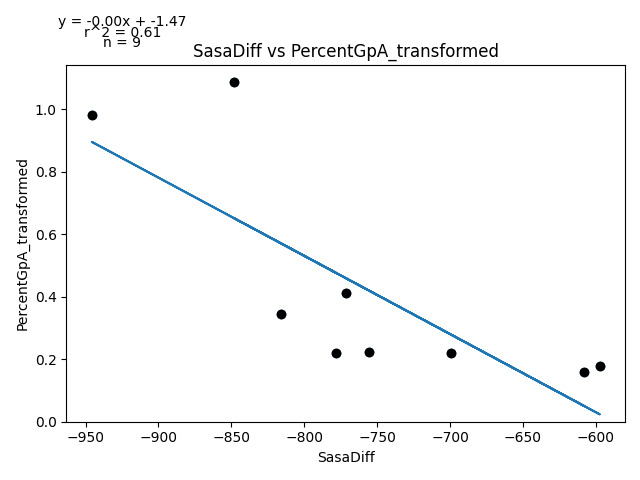 y = -0.00x + -1.47
r^2 = 0.61
n = 9
SasaDiff vs PercentGpA_transformed
1.0
0.8
0.6
0.4
0.2
0.0
PercentGpA_transformed
−950 −900 −850 −800 −750 −700 −650 −600
SasaDiff